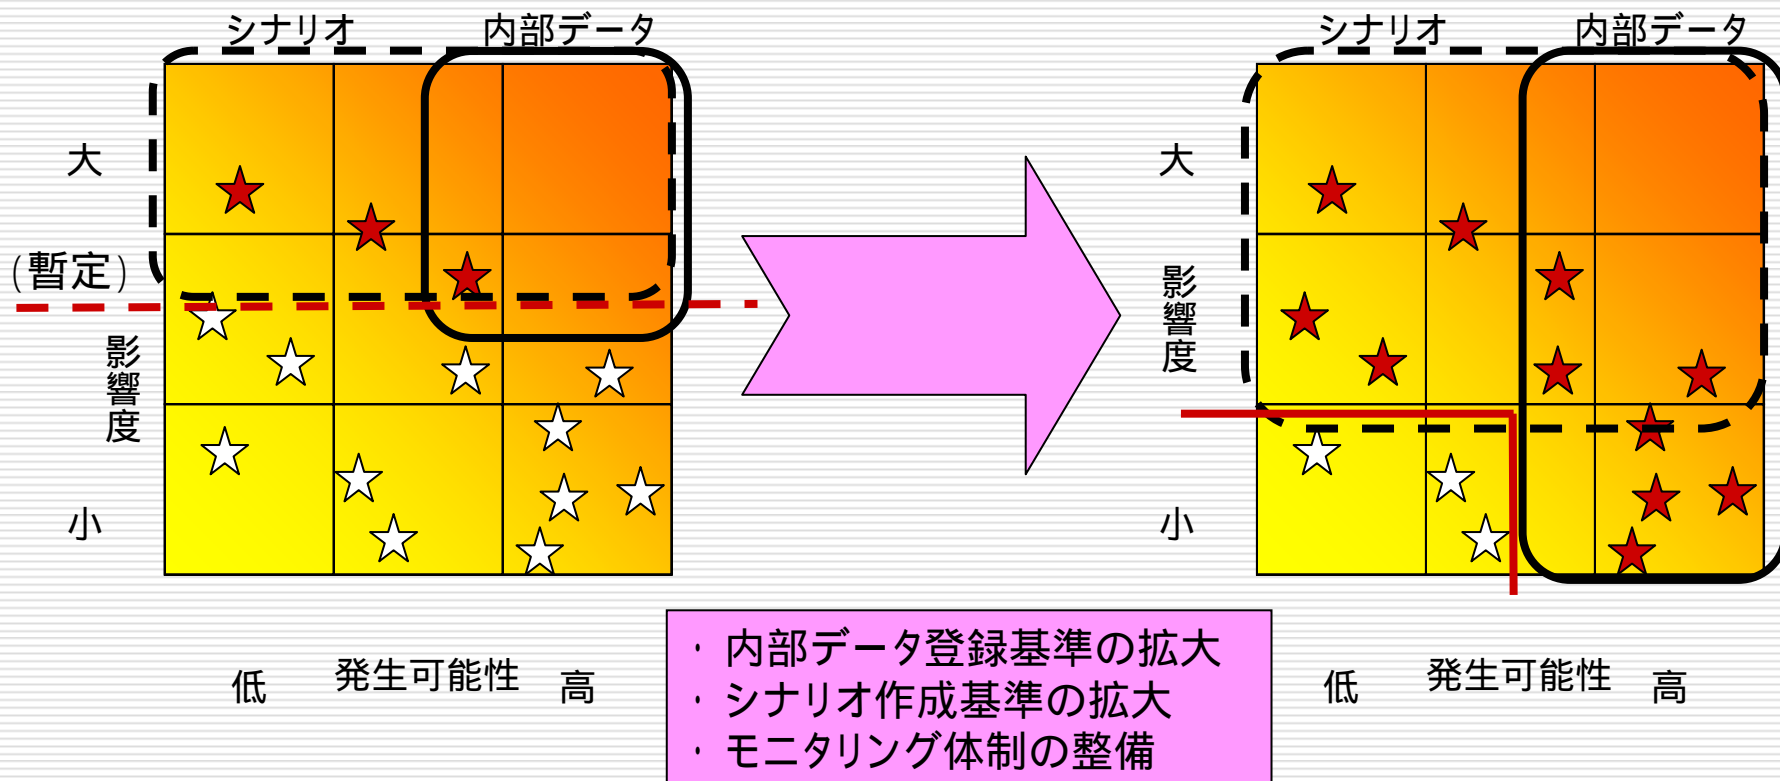 シナリオ
内部データ
大
(暫定)
影響度
小
低
発生可能性
高
シナリオ
内部データ
大
影響度
小
低
発生可能性
高
・内部データ登録基準の拡大
・シナリオ作成基準の拡大
・モニタリング体制の整備